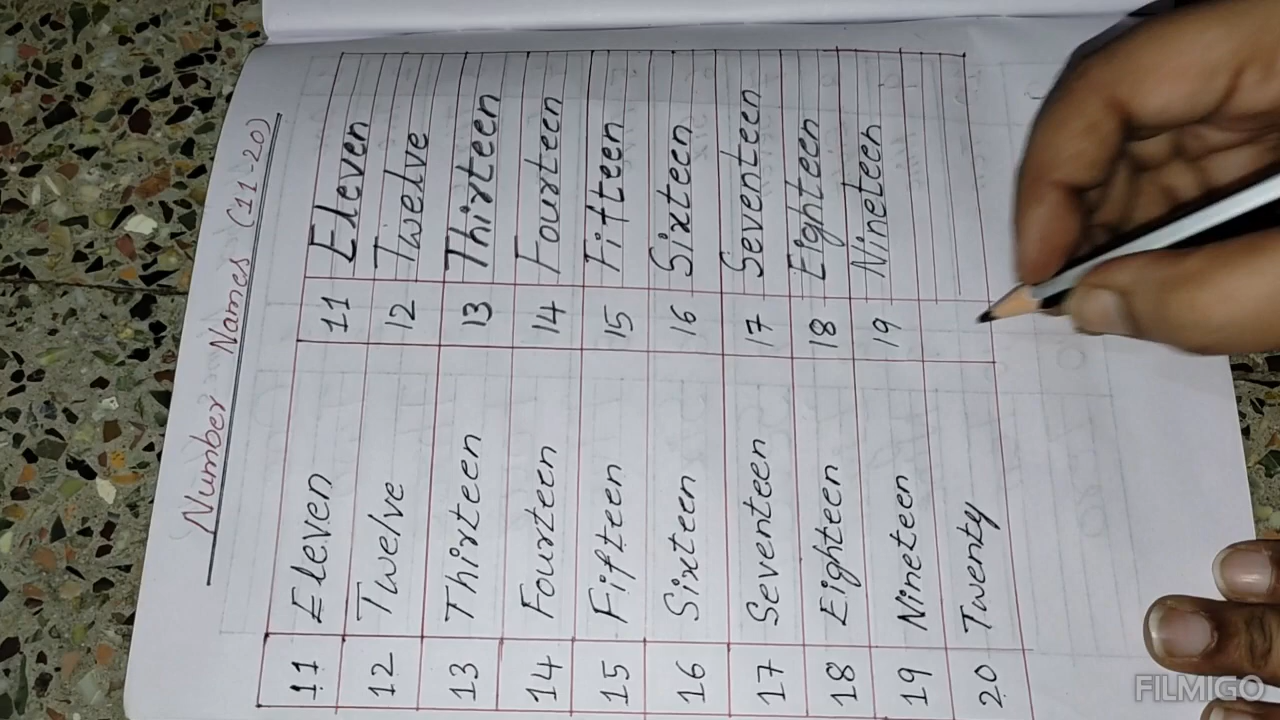 Number Names (11-20)
11 Eleven 11 Eleven
12 Twelve 12 Twelve
13 Thirteen 13 Thirteen
14 Fourteen 14 Fourteen
15 Fifteen 15 Fifteen
16 Sixteen 16 Sixteen
17 Seventeen 17 Seventeen
18 Eighteen 18 Eighteen
19 Nineteen 19 Nineteen
20 Twenty
FILMIGO